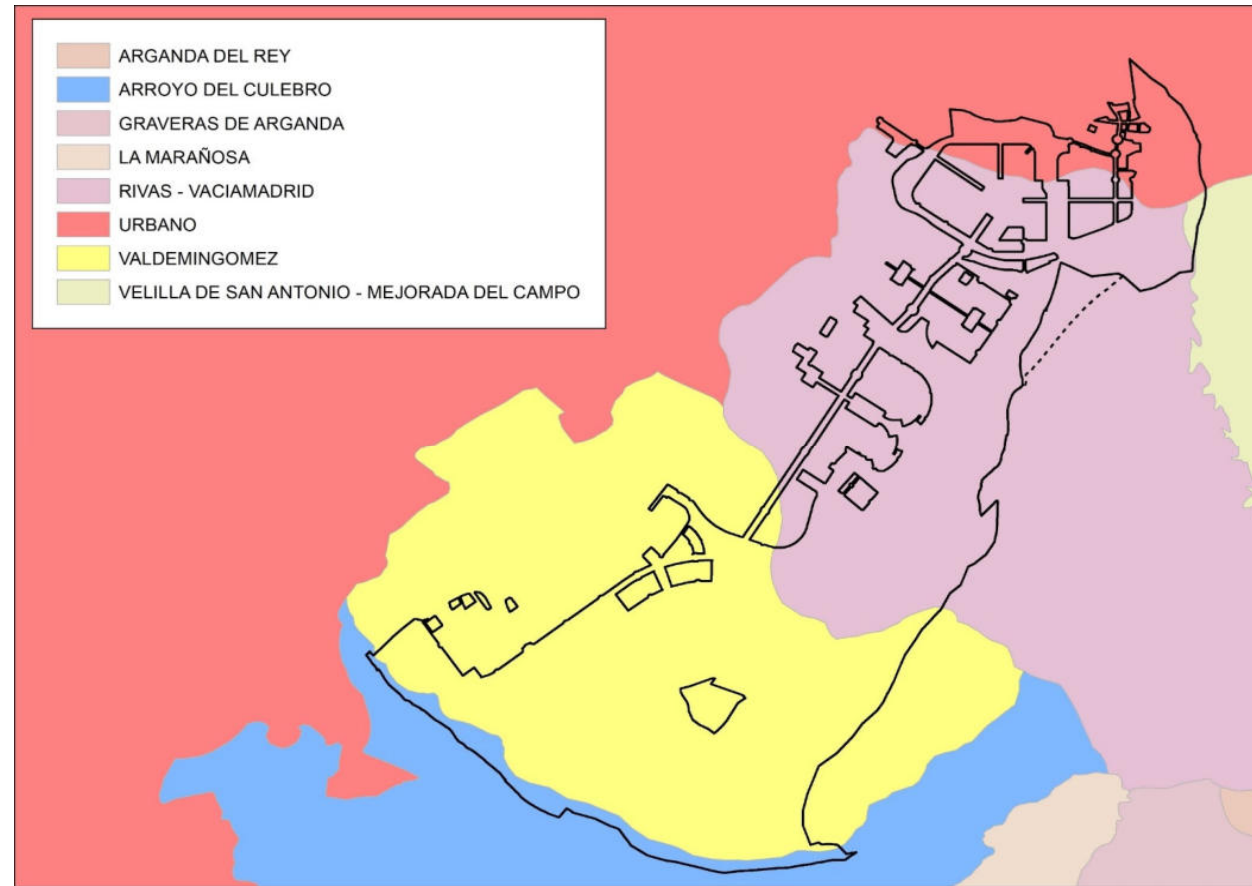 ARGANDA DEL REY
ARROYO DEL CULEBRO
GRAVERAS DE ARGANDA
LA MARAÑOSA
RIVAS - VACIAMADRID
URBANO
VALDEMINGOMEZ
VELILLA DE SAN ANTONIO - MEJORADA DEL CAMPO